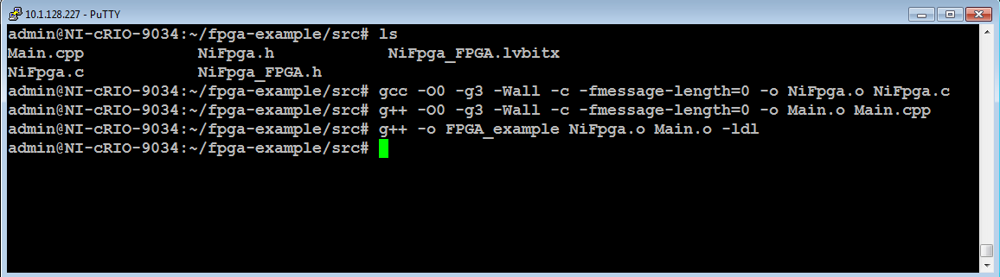 10.1.128.227 - PuTTY
admin@NI-cRIO-9034:~/fpga-example/src# ls
Main.cpp NiFpga.h NiFpga_FPGA.lvbitx
NiFpga.c NiFpga_FPGA.h
admin@NI-cRIO-9034:~/fpga-example/src# gcc -O0 -g3 -Wall -c -fmessage-length=0 -o NiFpga.o NiFpga.c
admin@NI-cRIO-9034:~/fpga-example/src# g++ -O0 -g3 -Wall -c -fmessage-length=0 -o Main.o Main.cpp
admin@NI-cRIO-9034:~/fpga-example/src# g++ -o FPGA_example NiFpga.o Main.o -ldl
admin@NI-cRIO-9034:~/fpga-example/src#